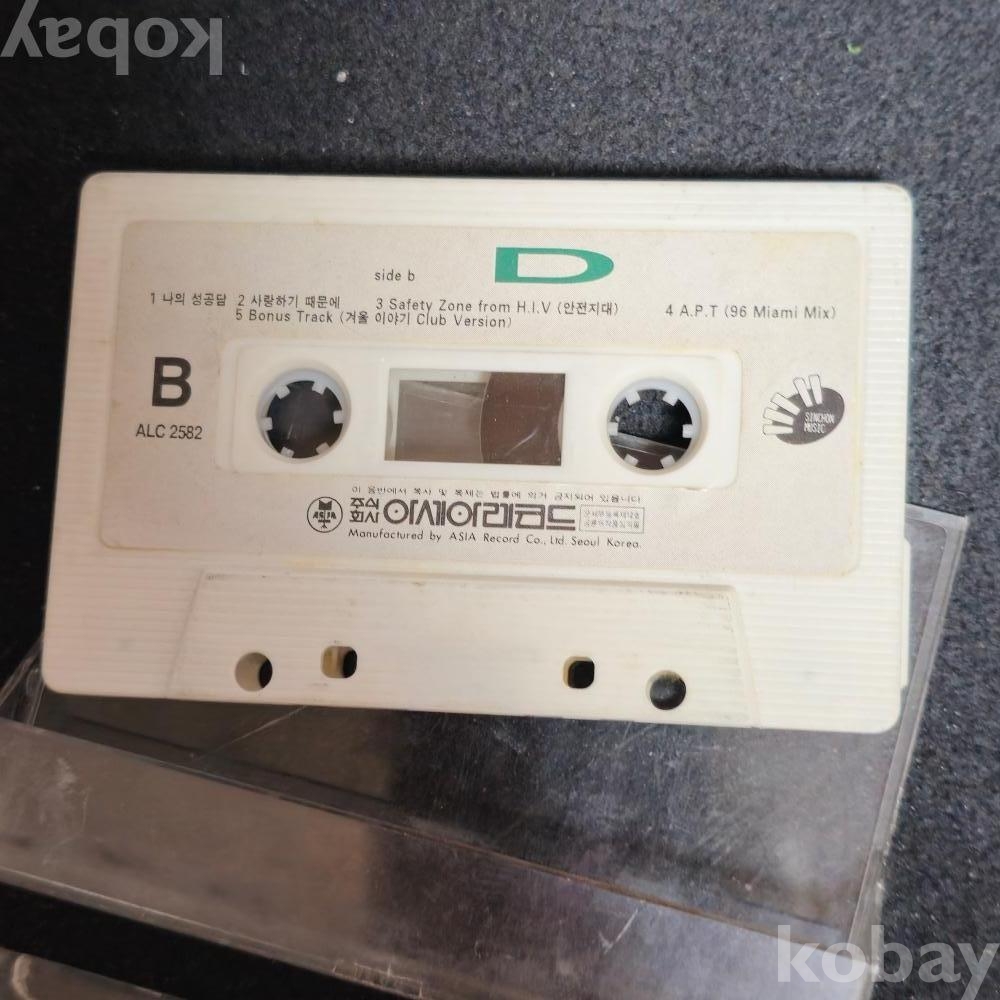 kobay
D
side b
1 나의 성공담 2 사랑하기 때문에 3 Safety Zone from H.I.V (안전지대) 4 A.P.T (96 Miami Mix)
5 Bonus Track (겨울 이야기 Club Version)
B
ALC 2582
SINCHON
MUSIC
이 음반에서 복사 및 복제는 법률에 의거 금지되어 있읍니다
ASIA
주식
회사 아세아레코드
Manufactured by ASIA Record Co., Ltd. Seoul Korea.
kobay